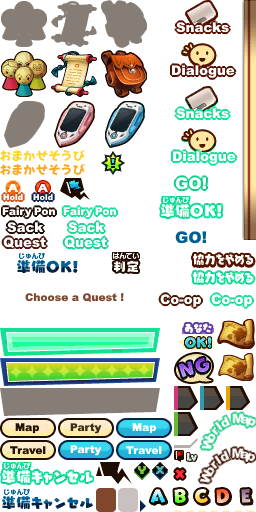 Snacks
Dialogue
Snacks
Dialogue
おまかせそうび
おまかせそうび
GO!
A
Hold
A
Hold
じゅんび
準備OK!
Fairy Pon
Fairy Pon
Sack
Quest
Sack
Quest
GO!
じゅんび
準備OK!
はんてい
判定
協力をやめる
協力をやめる
Choose a Quest !
Co-op
Co-op
あなた
OK!
NG
Map
Party
Map
Travel
Party
Travel
World Map
World Map
Lv
じゅんび
準備キャンセル
Y
X
じゅんび
準備キャンセル
A
B
C
D
E